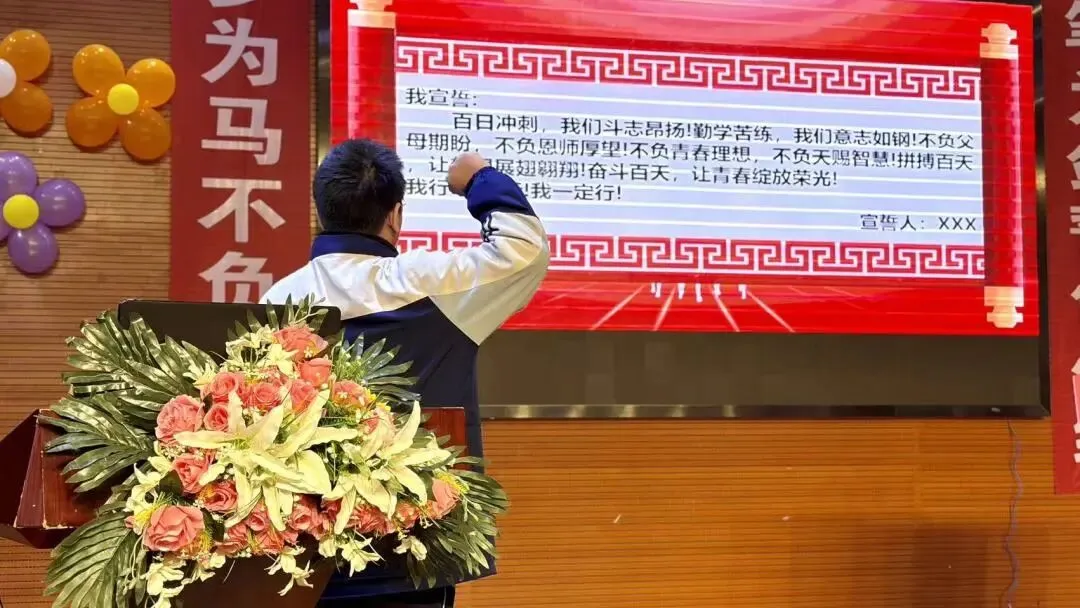 为马不负
我宣誓：
百日冲刺，我们斗志昂扬!勤学苦练，我们意志如钢!不负父
母期盼，不负恩师厚望!不负青春理想，不负天赐智慧!拼搏百天
，让展翅翱翔!奋斗百天，让青春绽放荣光!
我行!我一定行!
宣誓人：XXX